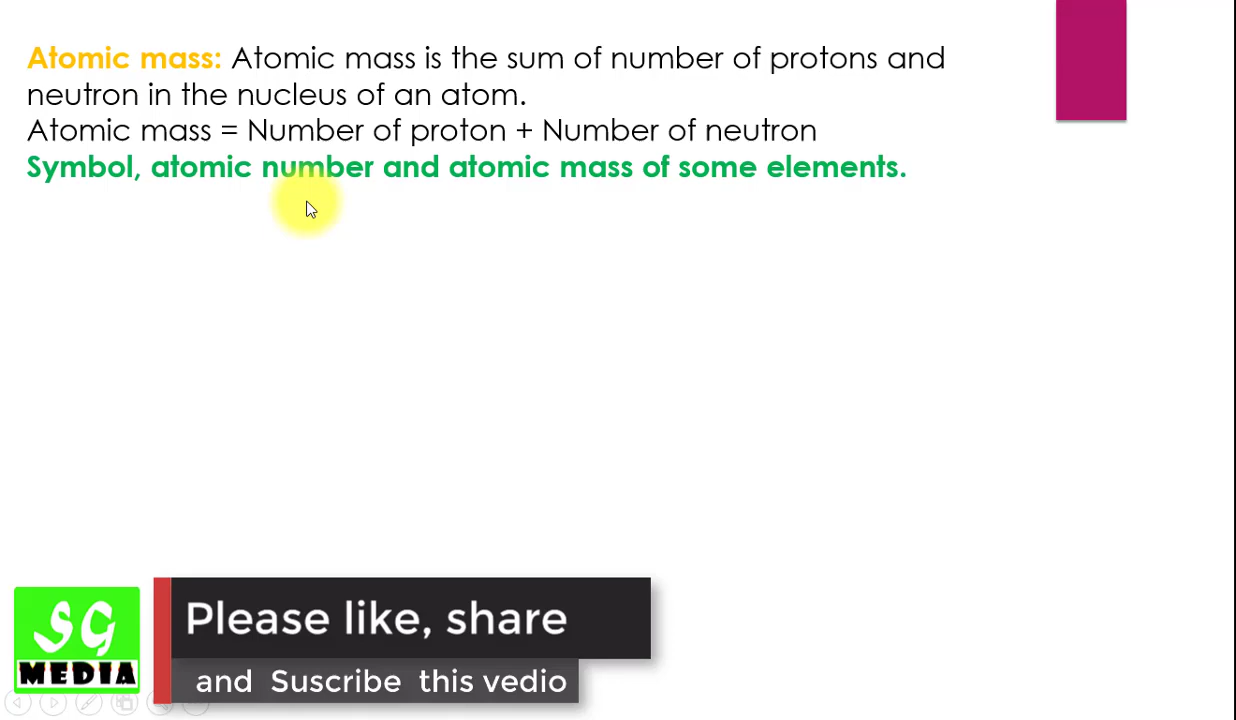 Atomic mass: Atomic mass is the sum of number of protons and
neutron in the nucleus of an atom.
Atomic mass = Number of proton + Number of neutron
Symbol, atomic number and atomic mass of some elements.
SG
MEDIA
Please like, share
and Suscribe this vedio